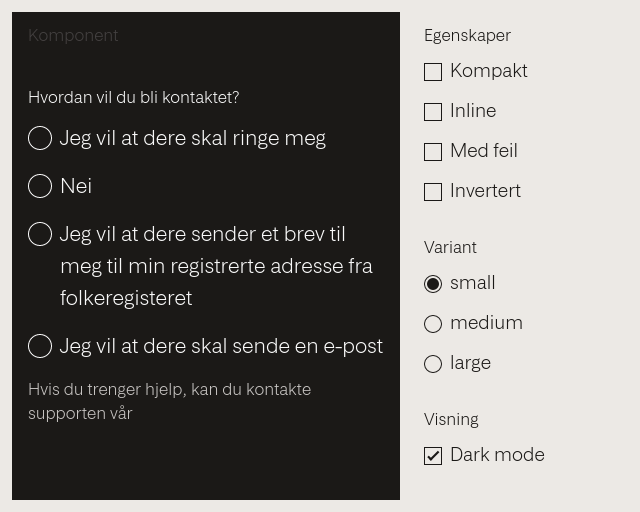 Komponent
Hvordan vil du bli kontaktet?
Jeg vil at dere skal ringe meg
Nei
Jeg vil at dere sender et brev til
meg til min registrerte adresse fra
folkeregisteret
Jeg vil at dere skal sende en e-post
Hvis du trenger hjelp, kan du kontakte
supporten vår
Egenskaper
Kompakt
Inline
Med feil
Invertert
Variant
small
medium
large
Visning
Dark mode